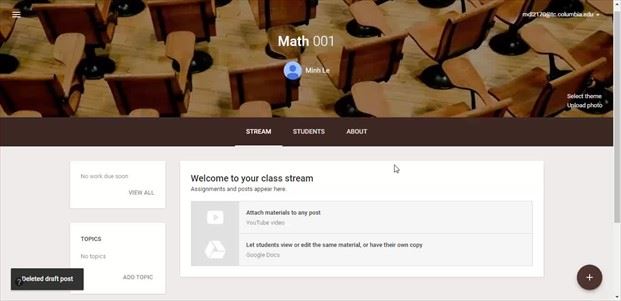 mdl2170@tc.columbia.edu
Math 001
Minh Le
Select theme
Upload photo
STREAM STUDENTS ABOUT
No work due soon
VIEW ALL
TOPICS
No topics
ADD TOPIC
Welcome to your class stream
Assignments and posts appear here.
Attach materials to any post
YouTube video
Let students view or edit the same material, or have their own copy
Google Docs
Deleted draft post
?
+